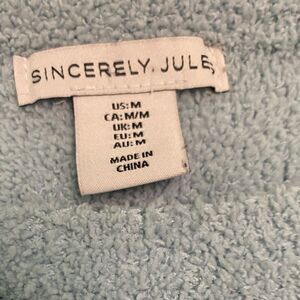 SINCERELY, JULES
US: M
CA: M/M
UK: M
EU: M
AU: M
MADE IN
CHINA